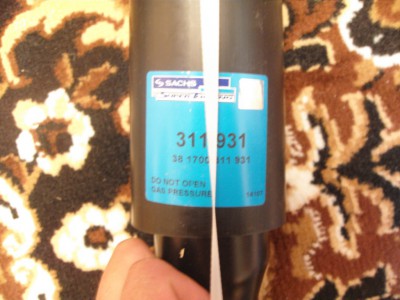 SACHS
311 931
36 1700 311 931
DO NOT OPEN
GAS PRESSURE